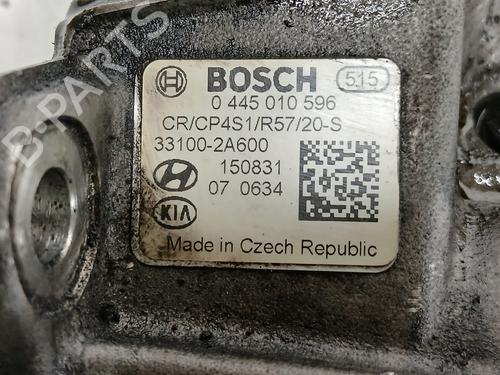 B-PARTS
BOSCH 515
0 445 010 596
CR/CP4S1/R57/20-S
33100-2A600
150831
07 0634
KIA
Made in Czech Republic